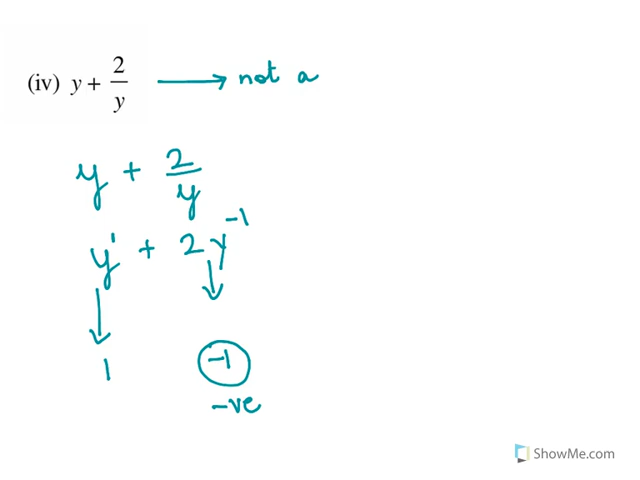 (iv) y + 2/y → not a
y + 2/y
y¹ + 2y⁻¹
1 -1
-ve
ShowMe.com